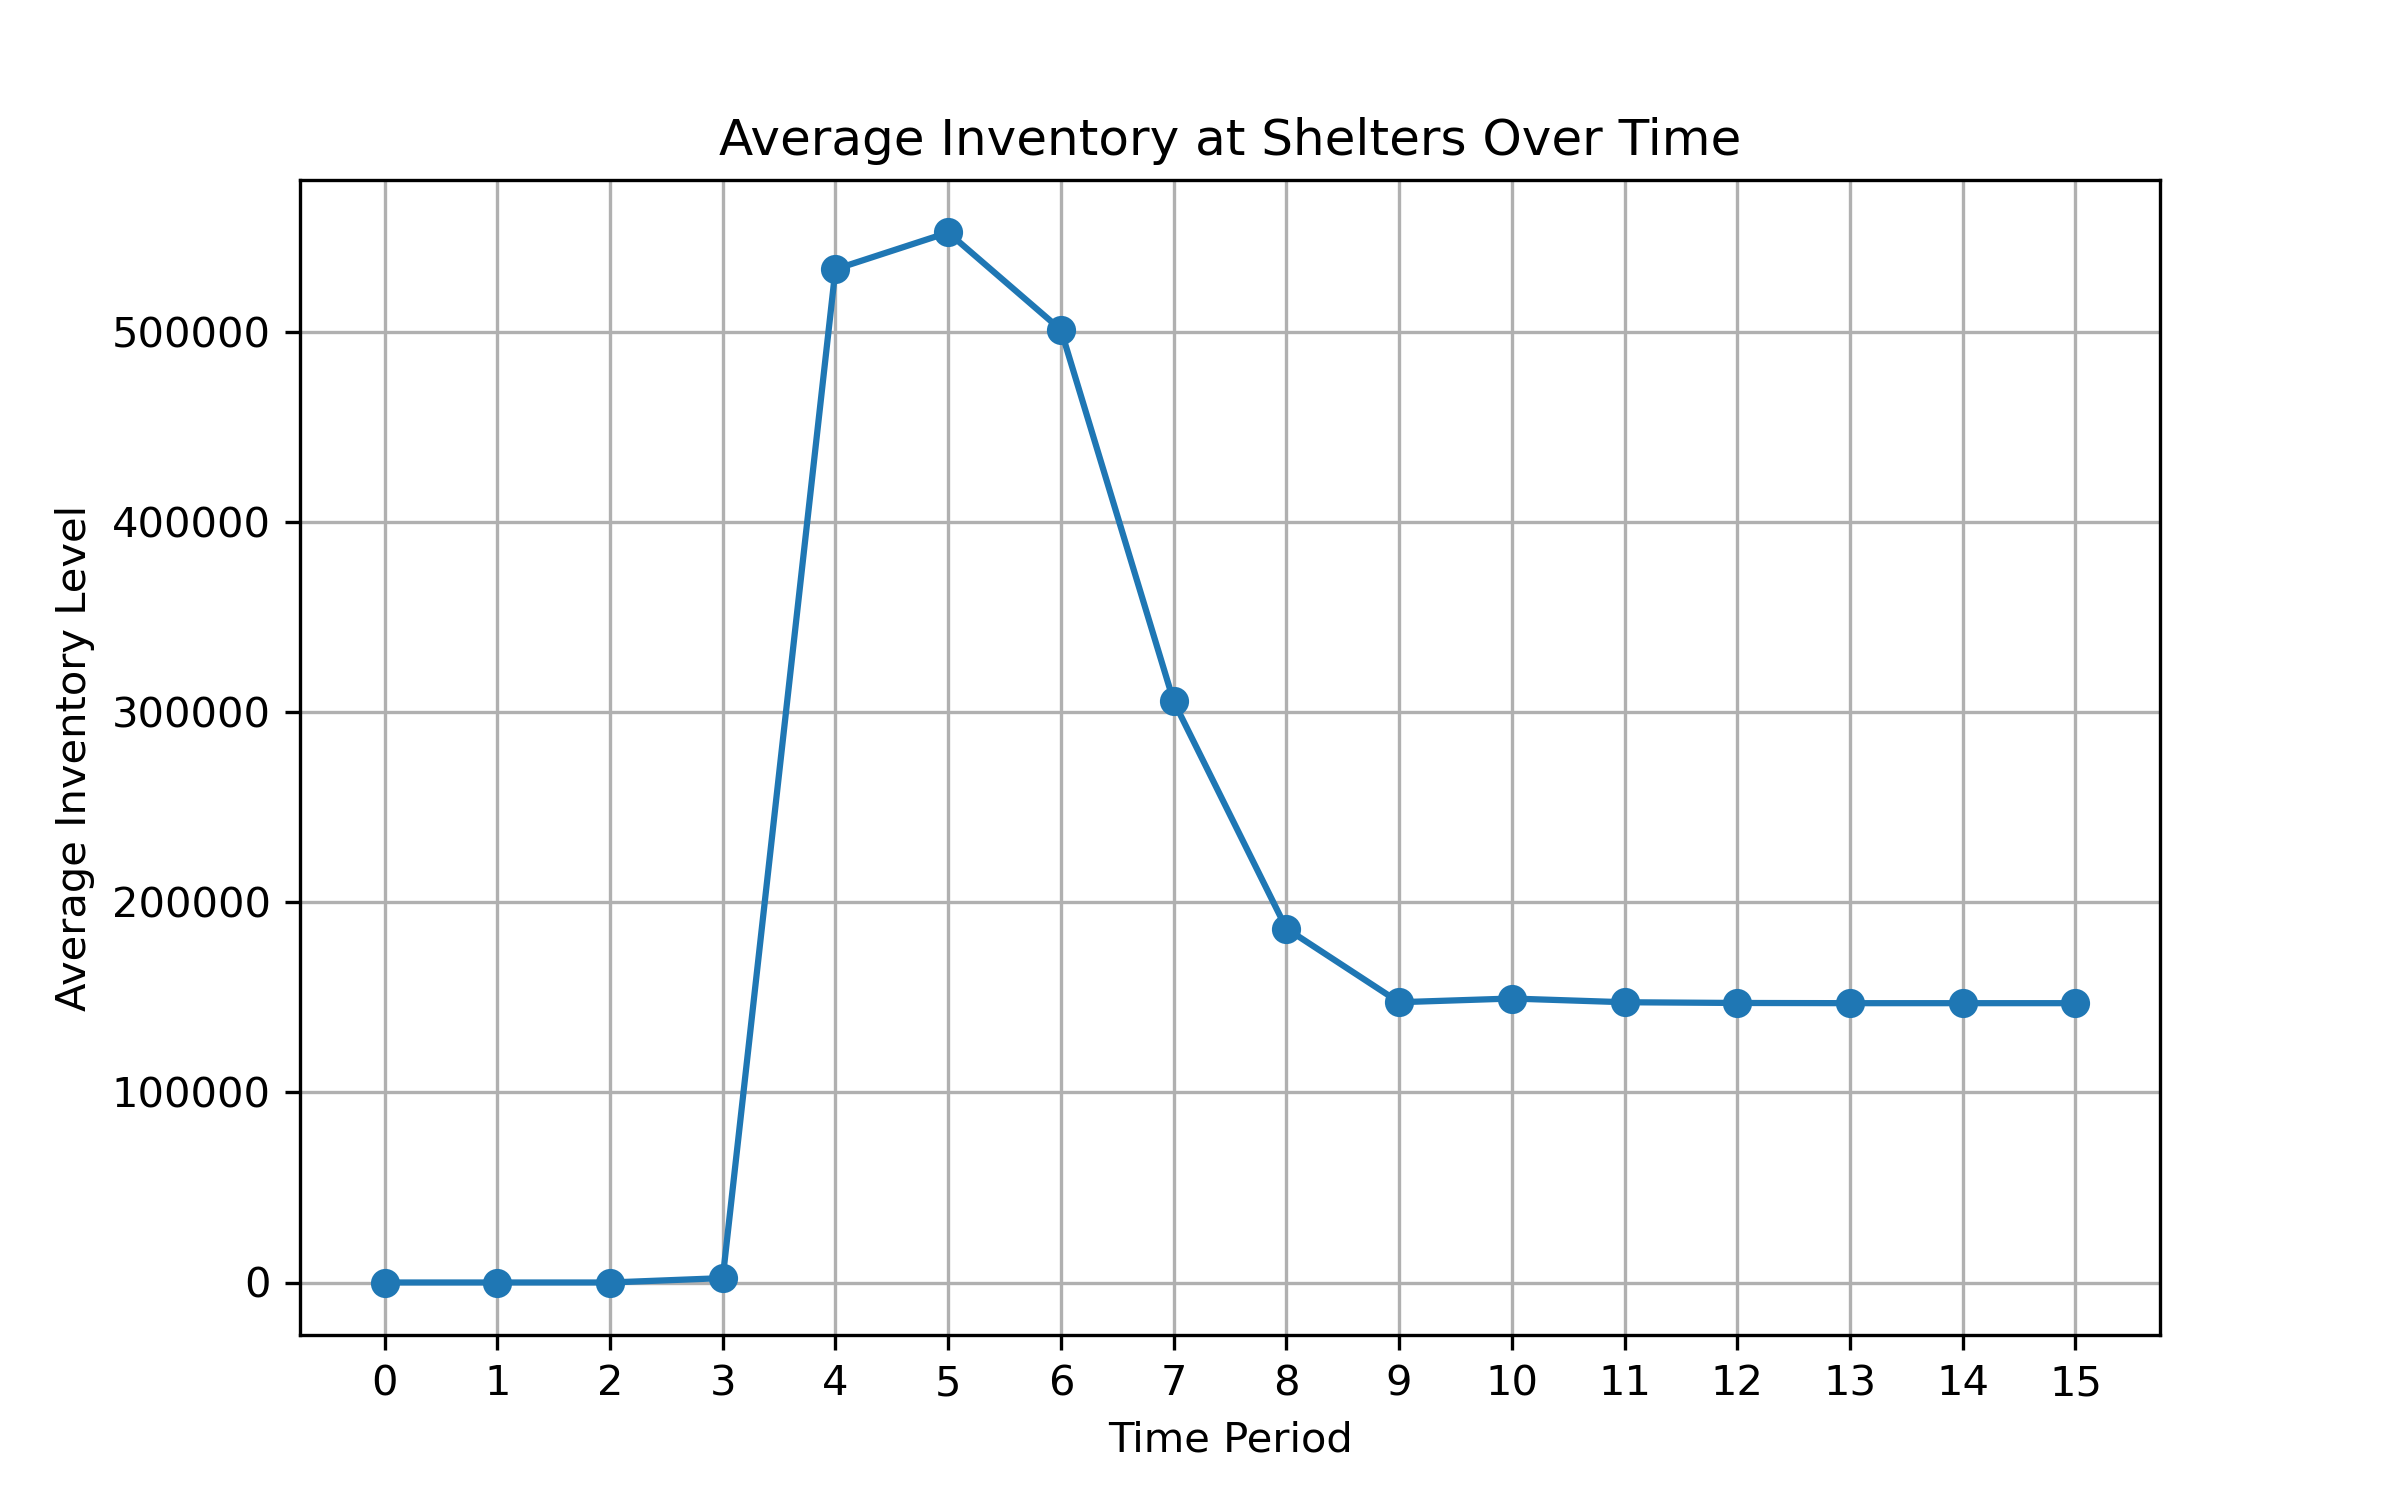 Average Inventory at Shelters Over Time
Average Inventory Level
500000
400000
300000
200000
100000
0
0 1 2 3 4 5 6 7 8 9 10 11 12 13 14 15
Time Period